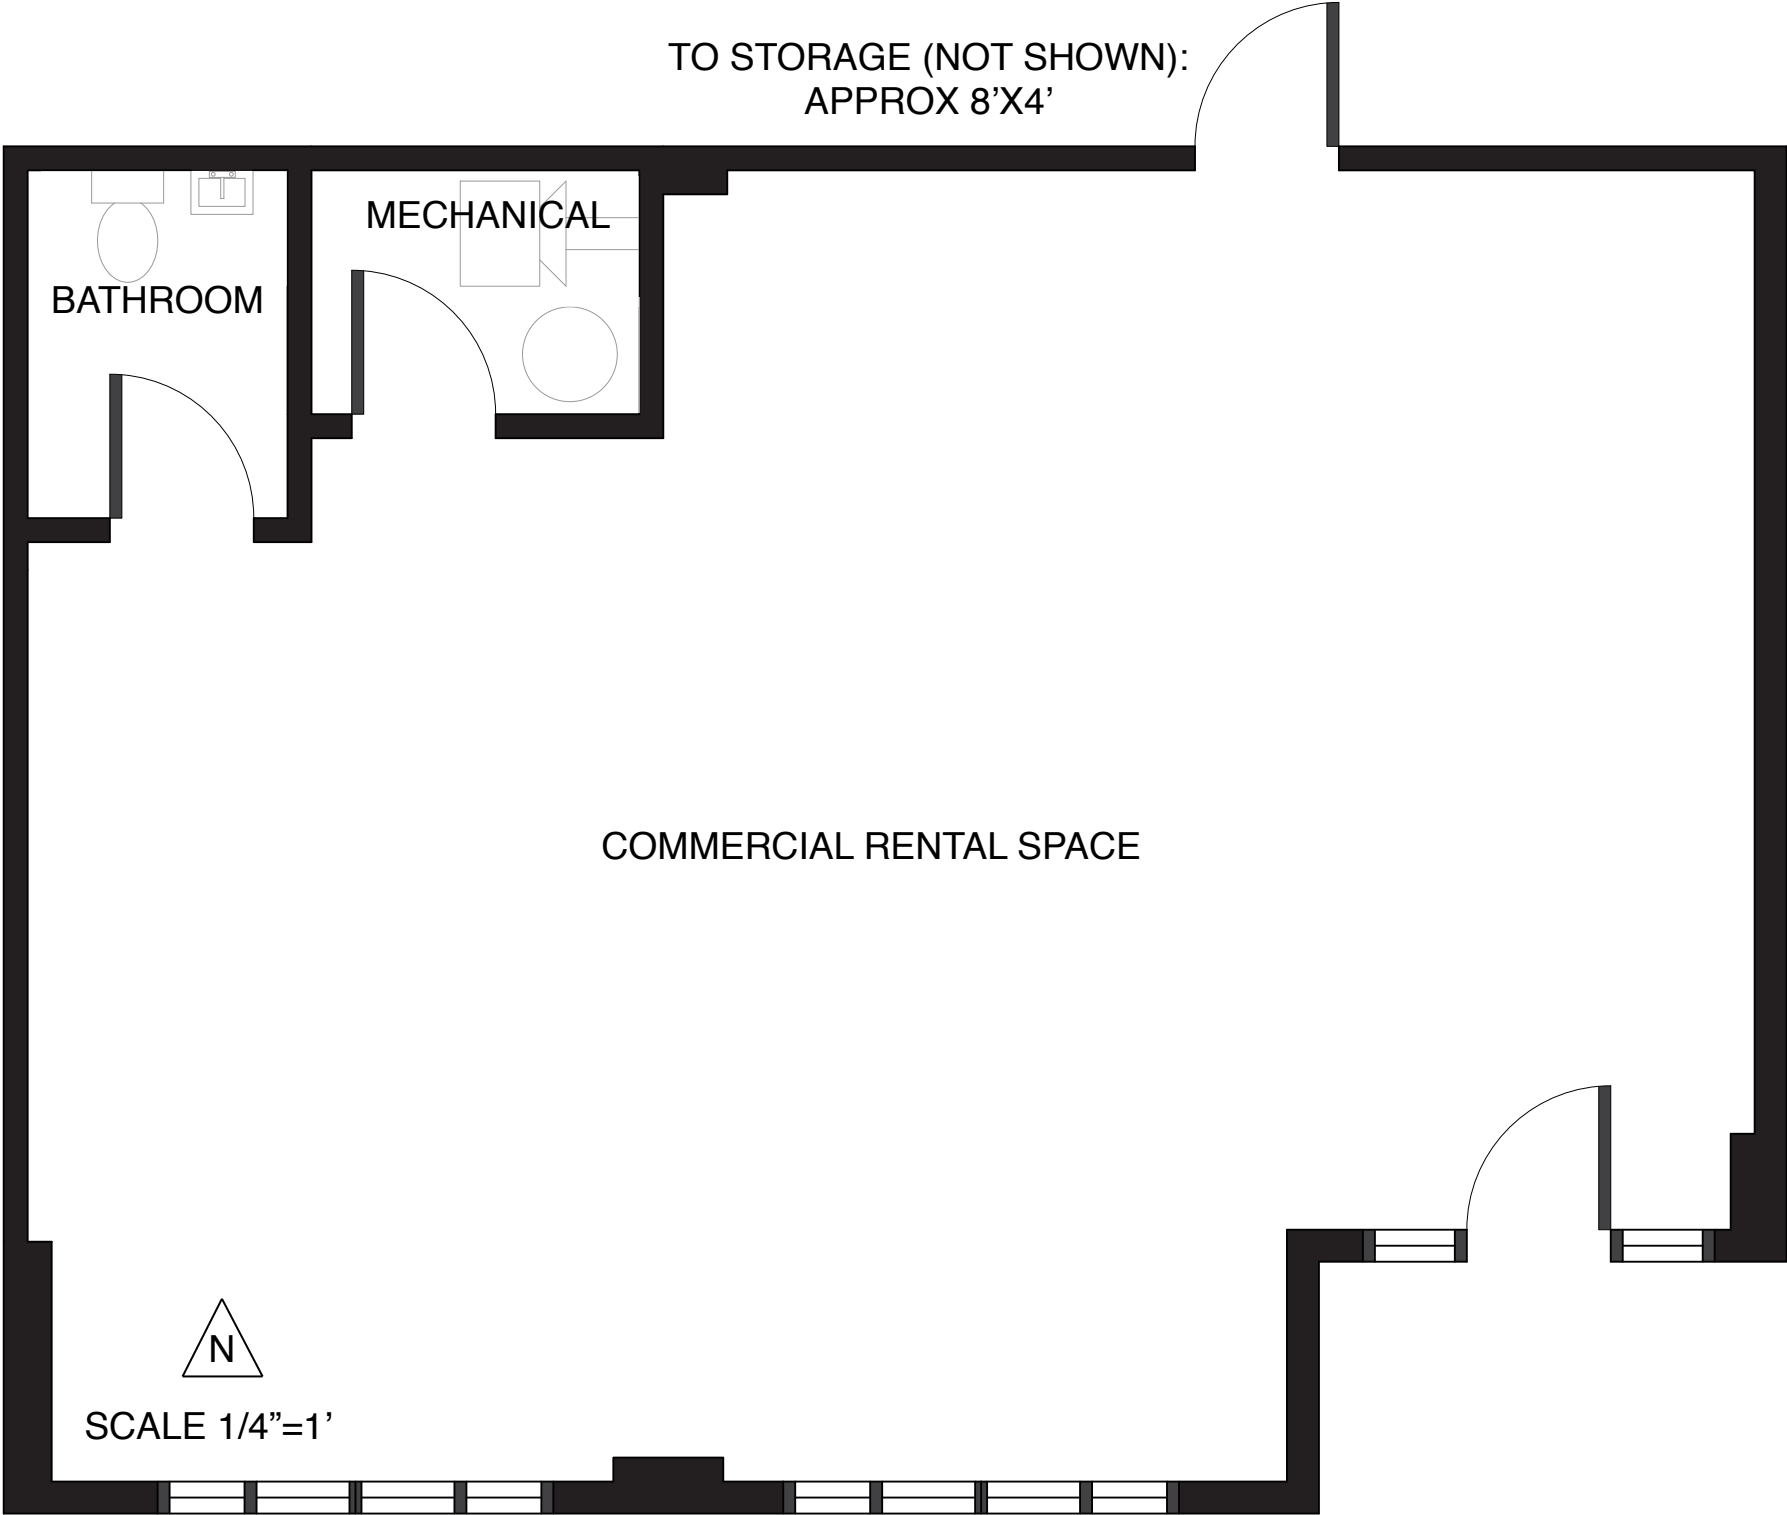 TO STORAGE (NOT SHOWN):
APPROX 8’X4’
MECHANICAL
BATHROOM
COMMERCIAL RENTAL SPACE
N
SCALE 1/4”=1’